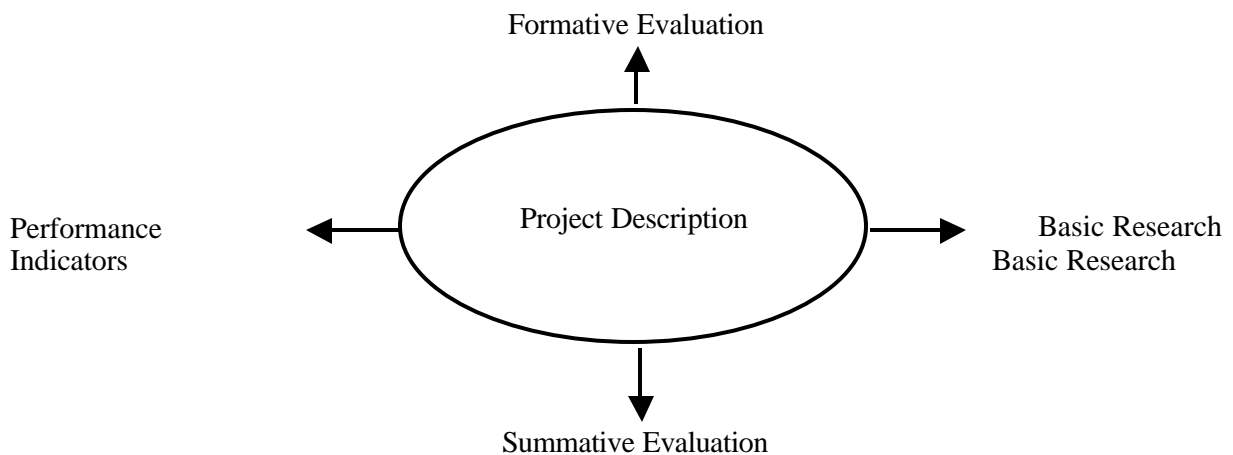 Formative Evaluation
Project Description
Performance
Indicators
Basic Research
Basic Research
Summative Evaluation